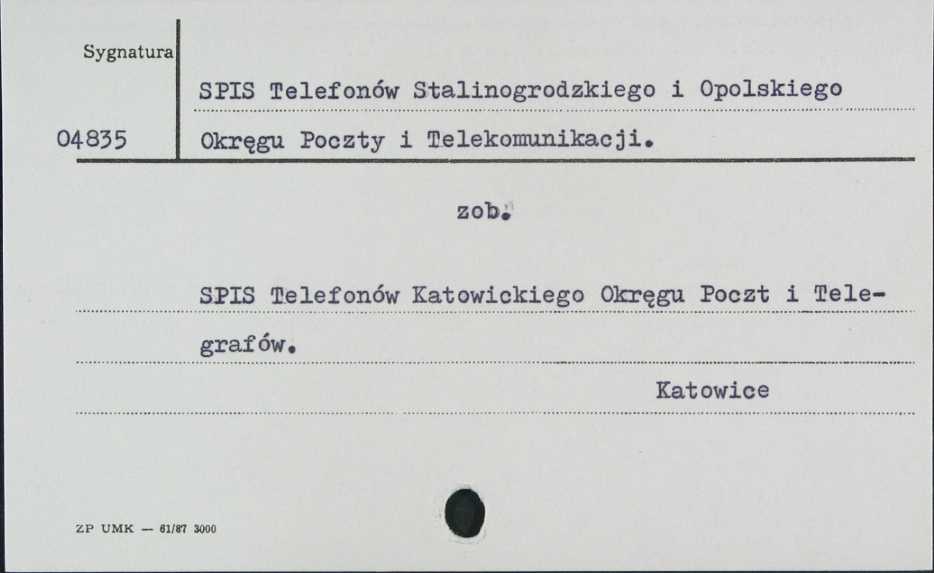 Sygnatura
SPIS Telefonów Stalinogrodzkiego i Opolskiego
04835
Okręgu Poczty i Telekomunikacji.
zob.
SPIS Telefonów Katowickiego Okręgu Poczt i Tele-
grafów.
Katowice
ZP UMK — 61/87 3000